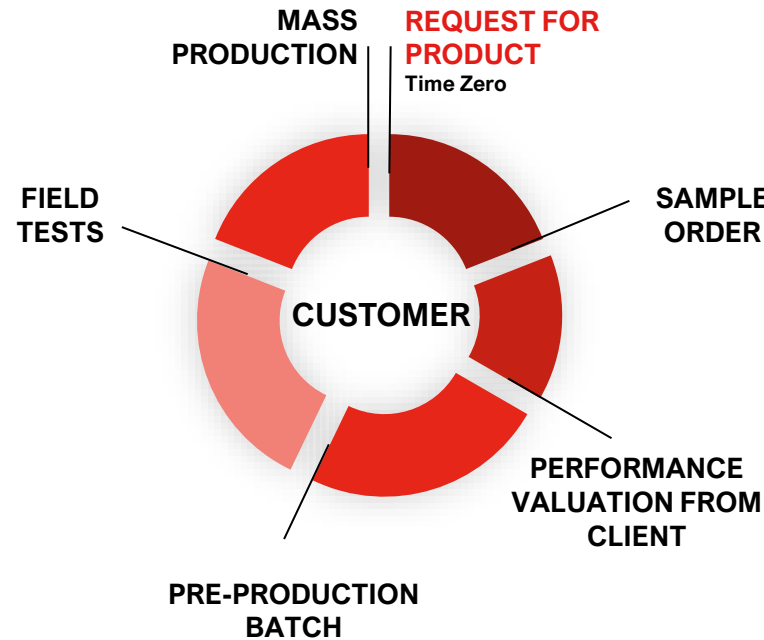 MASS
PRODUCTION
REQUEST FOR
PRODUCT
Time Zero
SAMPLE
ORDER
FIELD
TESTS
CUSTOMER
PERFORMANCE
VALUATION FROM
CLIENT
PRE-PRODUCTION
BATCH